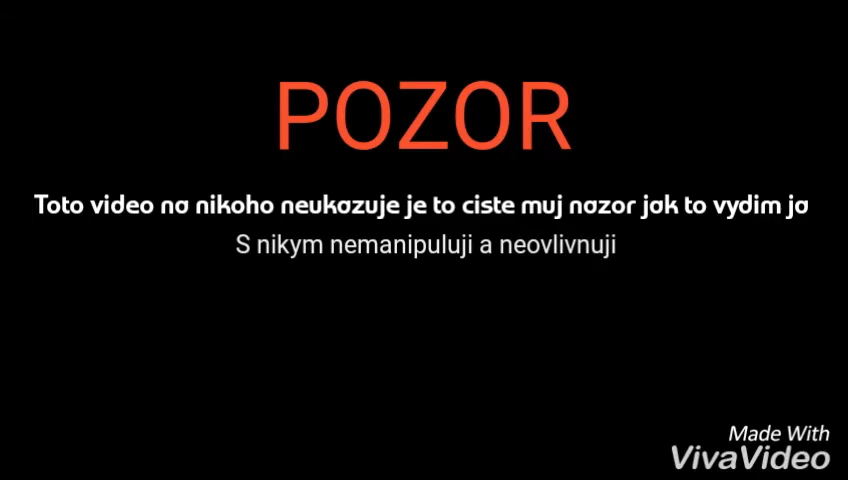 POZOR
Toto video na nikoho neukazuje je to ciste muj nazor jak to vydim ja
S nikym nemanipuluji a neovlivnuji
Made With
VivaVideo